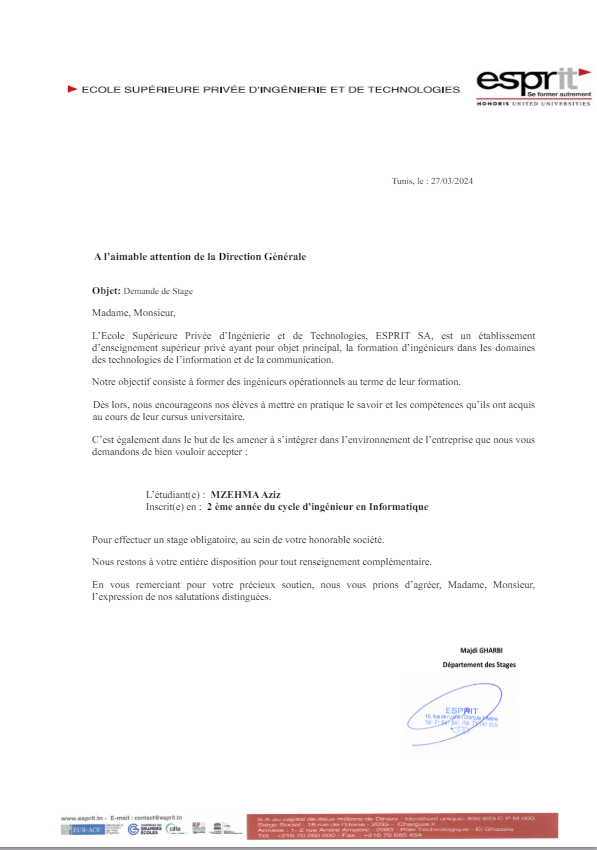 ECOLE SUPÉRIEURE PRIVÉE D'INGÉNIERIE ET DE TECHNOLOGIES
esprit
Se former autrement
HONORIS UNITED UNIVERSITIES
Tunis, le : 27/03/2024
A l'aimable attention de la Direction Générale
Objet: Demande de Stage
Madame, Monsieur,
L'Ecole Supérieure Privée d'Ingénierie et de Technologies, ESPRIT SA, est un établissement
d'enseignement supérieur privé ayant pour objet principal, la formation d'ingénieurs dans les domaines
des technologies de l'information et de la communication.
Notre objectif consiste à former des ingénieurs opérationnels au terme de leur formation.
Dès lors, nous encourageons nos élèves à mettre en pratique le savoir et les compétences qu'ils ont acquis
au cours de leur cursus universitaire.
C'est également dans le but de les amener à s'intégrer dans l'environnement de l'entreprise que nous vous
demandons de bien vouloir accepter :
L'étudiant(e) : MZEHMA Aziz
Inscrit(e) en : 2 ème année du cycle d'ingénieur en Informatique
Pour effectuer un stage obligatoire, au sein de votre honorable société.
Nous restons à votre entière disposition pour tout renseignement complémentaire.
En vous remerciant pour votre précieux soutien, nous vous prions d'agréer, Madame, Monsieur,
l'expression de nos salutations distinguées.
Majdi GHARBI
Département des Stages
ESPRIT
www.esprit.tn - E-mail : contact@esprit.tn
EUR-ACE
GRANDES
ÉCOLES
cdio
S.A au capital de deux millions de Dinars - Identifiant unique:
Siège Social : 18 rue de l'Usine - 2035 - Charguia II
Annexe : 1- 2 rue André Ampère - 2083 - Pôle Technologique - El Ghazala
Tél. : +216 70 250 000 - Fax. : +216 70 685 454